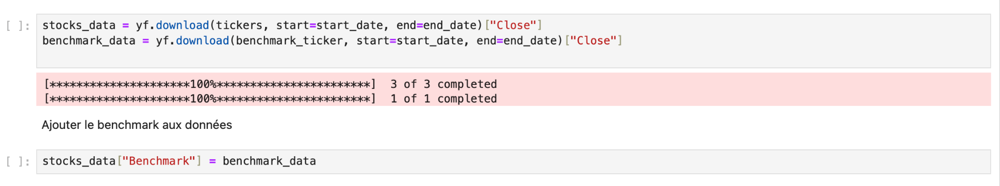 [ ]: stocks_data = yf.download(tickers, start=start_date, end=end_date)["Close"]
benchmark_data = yf.download(benchmark_ticker, start=start_date, end=end_date)["Close"]
[*********************100%***********************]  3 of 3 completed
[*********************100%***********************]  1 of 1 completed
Ajouter le benchmark aux données
[ ]: stocks_data["Benchmark"] = benchmark_data